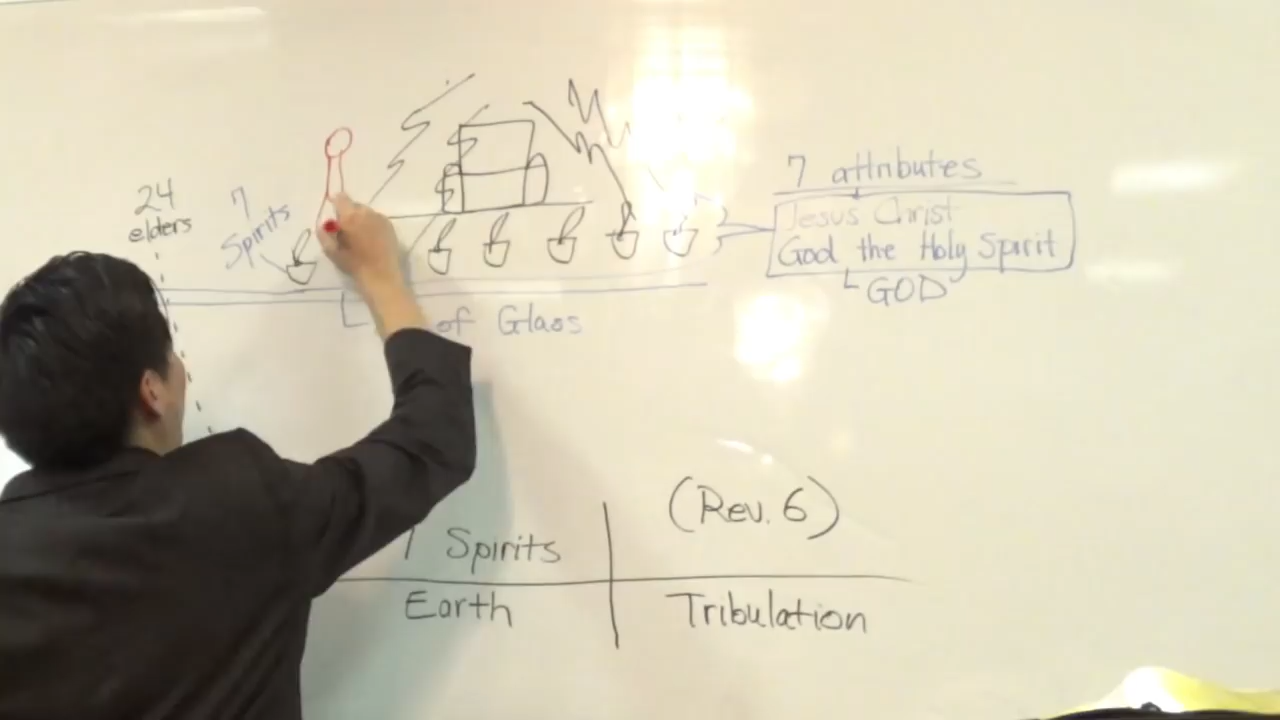 24
elders
7
Spirits
7 attributes
Jesus Christ
God the Holy Spirit
GOD
of Glass
(Rev. 6)
Spirits
Earth
Tribulation